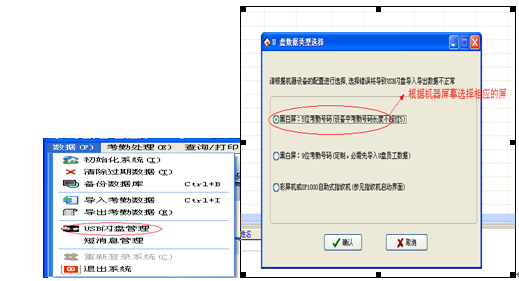 U 盘数据类型选择
请根据机器设备的配置进行选择,选择错误将导致USB闪盘导入导出数据不正常
根据机器屏幕选择相应的屏
黑白屏:5位考勤号码(设备中考勤号码长度不超过5)
黑白屏:9位考勤号码(定制,必需先导入U盘员工数据)
彩屏机或OP1000自助式指纹机(参见指纹机启动界面)
确认
取消
姓名
数据(F) 考勤处理(R) 查询/打印
初始化系统(I)
清除过期数据(T)
备份数据库 Ctrl+B
导入考勤数据 Ctrl+I
导出考勤数据(E)
USB闪盘管理
短消息管理
重新登录系统(C)
退出系统